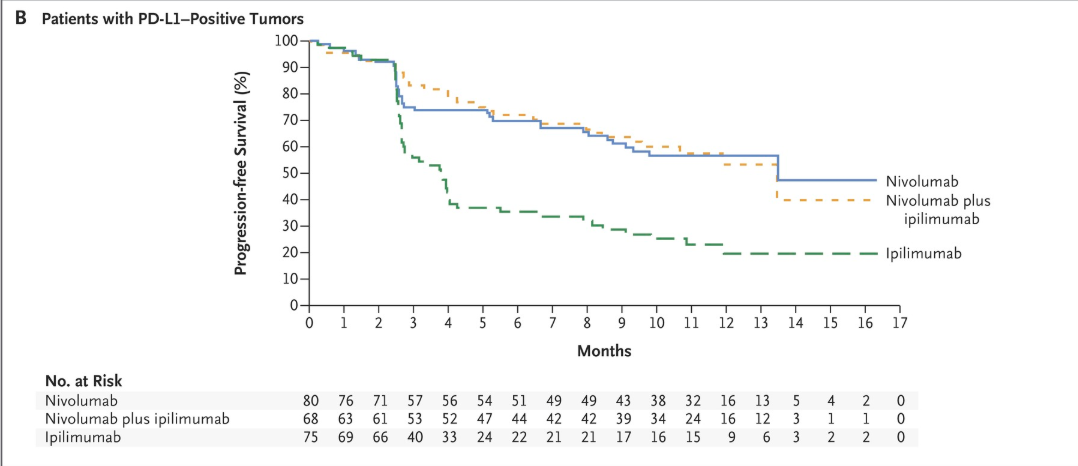 B Patients with PD-L1–Positive Tumors
Progression-free Survival (%)
100
90
80
70
60
50
40
30
20
10
0
Nivolumab
Nivolumab plus
ipilimumab
Ipilimumab
0 1 2 3 4 5 6 7 8 9 10 11 12 13 14 15 16 17
Months
No. at Risk
Nivolumab 80 76 71 57 56 54 51 49 49 43 38 32 16 13 5 4 2 0
Nivolumab plus ipilimumab 68 63 61 53 52 47 44 42 42 39 34 24 16 12 3 1 1 0
Ipilimumab 75 69 66 40 33 24 22 21 21 17 16 15 9 6 3 2 2 0